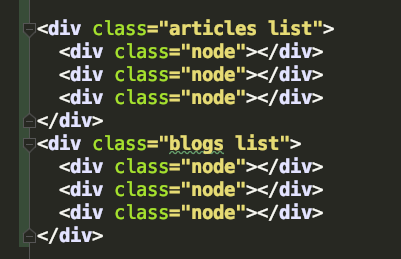 <div class="articles list">
  <div class="node"></div>
  <div class="node"></div>
  <div class="node"></div>
</div>
<div class="blogs list">
  <div class="node"></div>
  <div class="node"></div>
  <div class="node"></div>
</div>